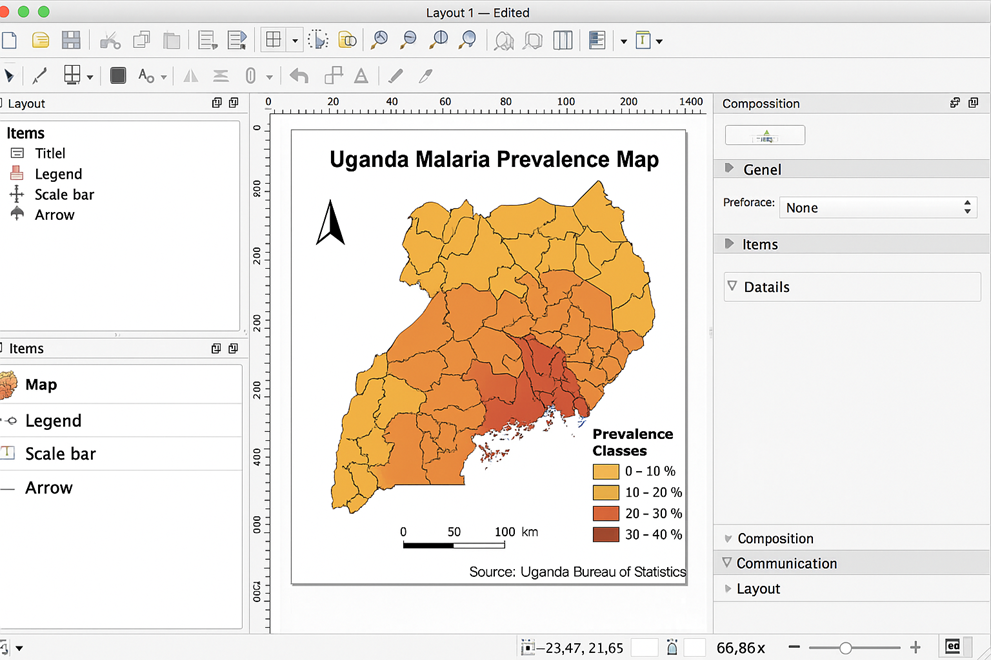 Layout 1 — Edited
Layout
Items
Titlel
Legend
Scale bar
Arrow
Items
Map
Legend
Scale bar
Arrow
0 20 40 60 80 100 200 1400
0
200
200
200
400
000
Uganda Malaria Prevalence Map
Prevalence
Classes
0 – 10 %
10 – 20 %
20 – 30 %
30 – 40 %
0 50 100 km
Source: Uganda Bureau of Statistics
Compossition
Genel
Preforace: None
Items
Datails
Composition
Communication
Layout
−23,47, 21,65
66,86x
ed